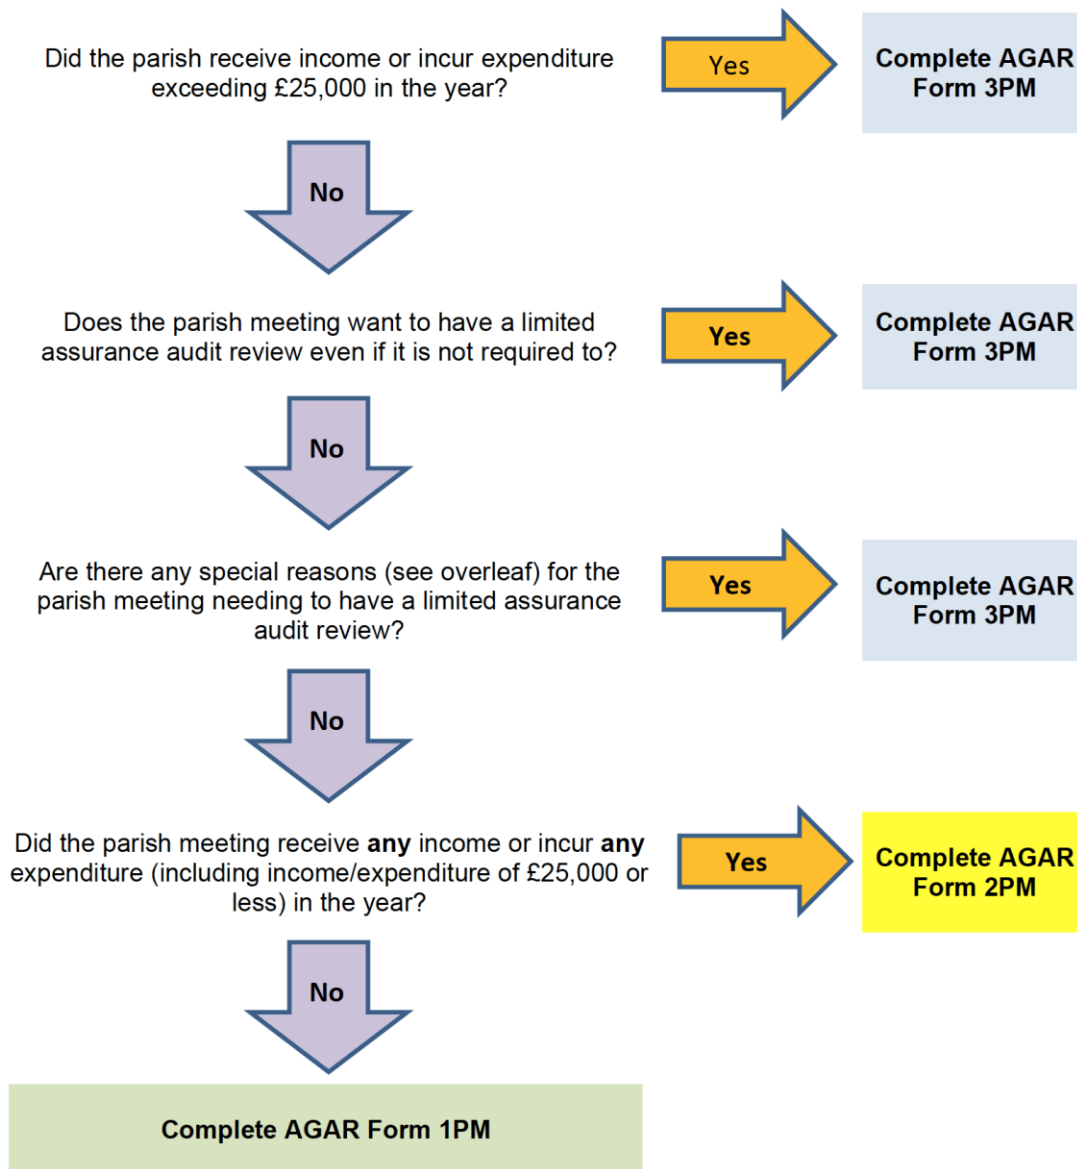 Did the parish receive income or incur expenditure
exceeding £25,000 in the year?
Yes
Complete AGAR
Form 3PM
No
Does the parish meeting want to have a limited
assurance audit review even if it is not required to?
Yes
Complete AGAR
Form 3PM
No
Are there any special reasons (see overleaf) for the
parish meeting needing to have a limited assurance
audit review?
Yes
Complete AGAR
Form 3PM
No
Did the parish meeting receive any income or incur any
expenditure (including income/expenditure of £25,000 or
less) in the year?
Yes
Complete AGAR
Form 2PM
No
Complete AGAR Form 1PM